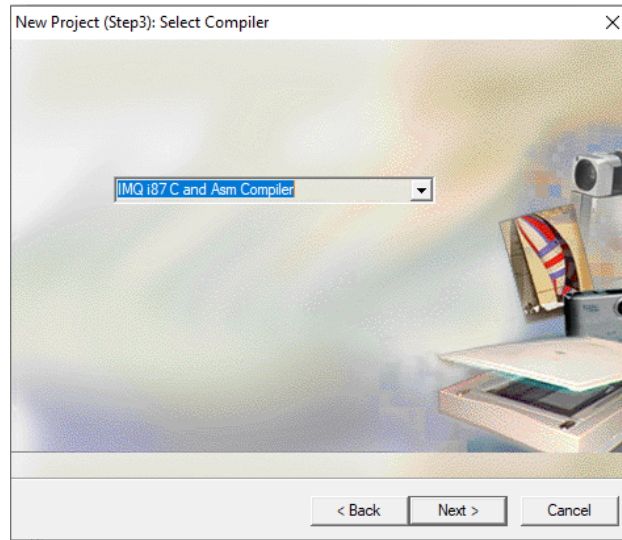 New Project (Step3): Select Compiler
IMQ i87 C and Asm Compiler
< Back
Next >
Cancel